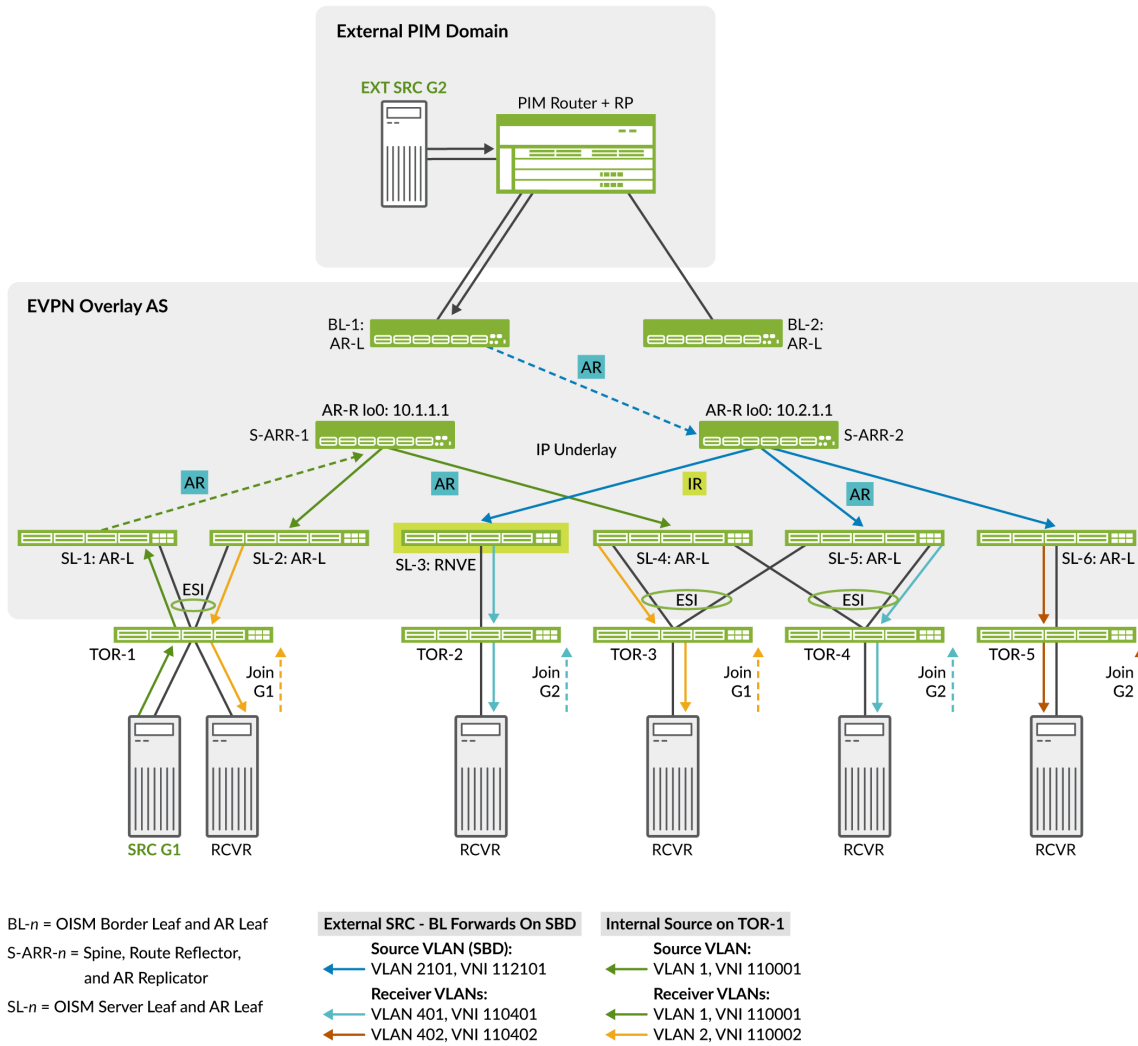 External PIM Domain
EXT SRC G2
PIM Router + RP
EVPN Overlay AS
BL-1:
AR-L
BL-2:
AR-L
AR
AR-R lo0: 10.1.1.1
AR-R lo0: 10.2.1.1
S-ARR-1
S-ARR-2
IP Underlay
AR
AR
IR
AR
SL-1: AR-L
SL-2: AR-L
SL-3: RNVE
SL-4: AR-L
SL-5: AR-L
SL-6: AR-L
ESI
ESI
ESI
TOR-1
TOR-2
TOR-3
TOR-4
TOR-5
Join
G1
Join
G2
Join
G1
Join
G2
Join
G2
SRC G1
RCVR
RCVR
RCVR
RCVR
RCVR
BL-n = OISM Border Leaf and AR Leaf
S-ARR-n = Spine, Route Reflector,
and AR Replicator
SL-n = OISM Server Leaf and AR Leaf
External SRC - BL Forwards On SBD
Source VLAN (SBD):
VLAN 2101, VNI 112101
Receiver VLANs:
VLAN 401, VNI 110401
VLAN 402, VNI 110402
Internal Source on TOR-1
Source VLAN:
VLAN 1, VNI 110001
Receiver VLANs:
VLAN 1, VNI 110001
VLAN 2, VNI 110002